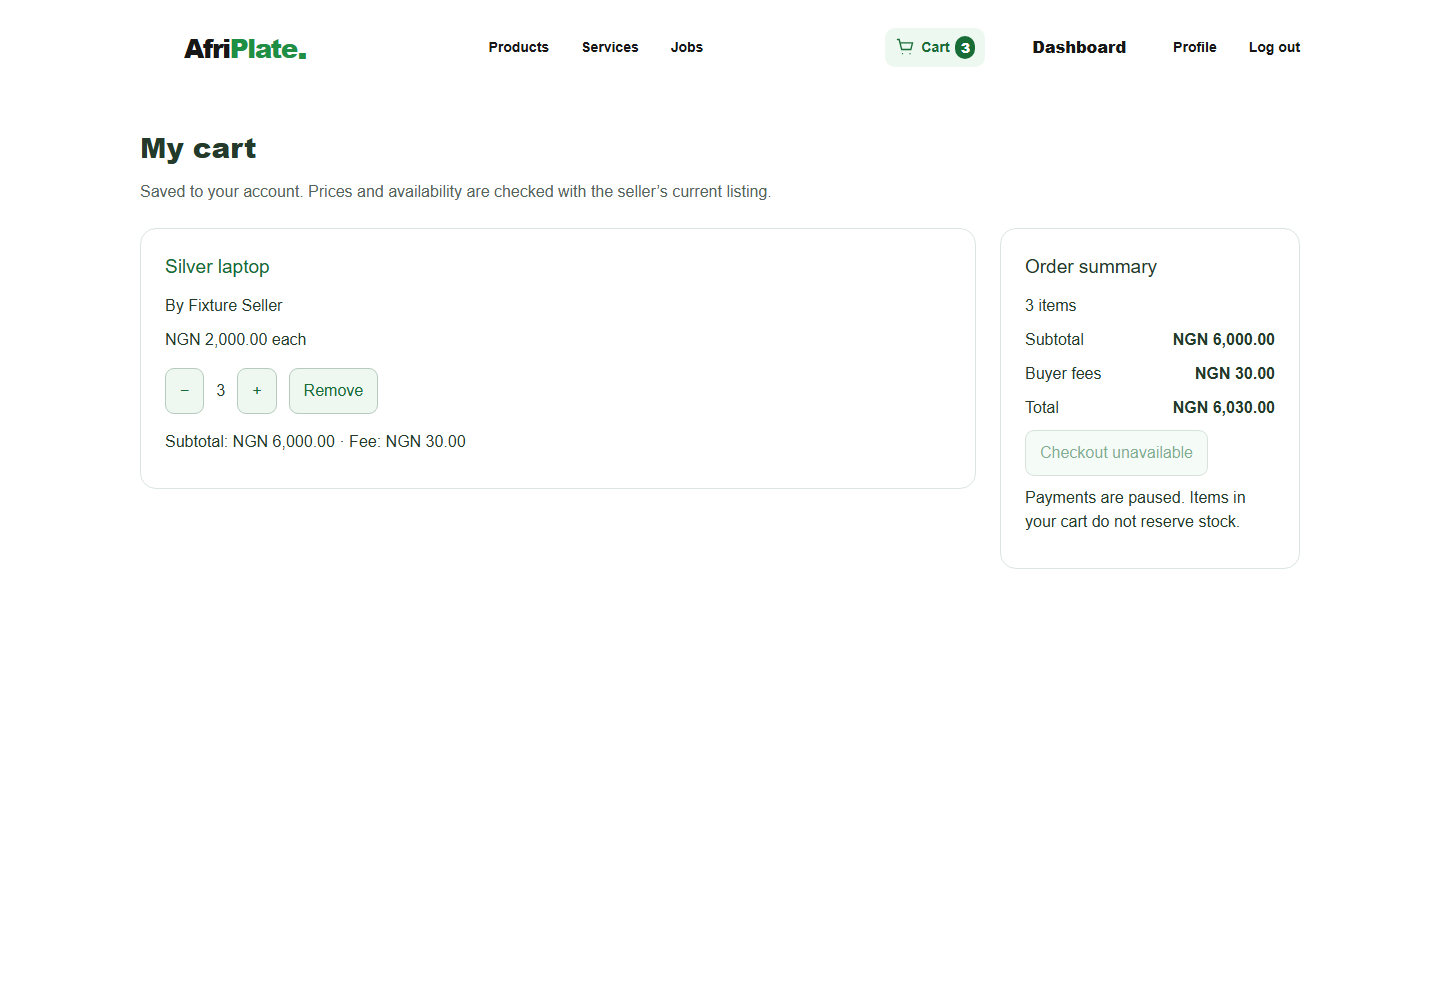 AfriPlate.
Products Services Jobs
Cart 3
Dashboard Profile Log out
My cart
Saved to your account. Prices and availability are checked with the seller’s current listing.
Silver laptop
By Fixture Seller
NGN 2,000.00 each
− 3 + Remove
Subtotal: NGN 6,000.00 · Fee: NGN 30.00
Order summary
3 items
Subtotal NGN 6,000.00
Buyer fees NGN 30.00
Total NGN 6,030.00
Checkout unavailable
Payments are paused. Items in
your cart do not reserve stock.